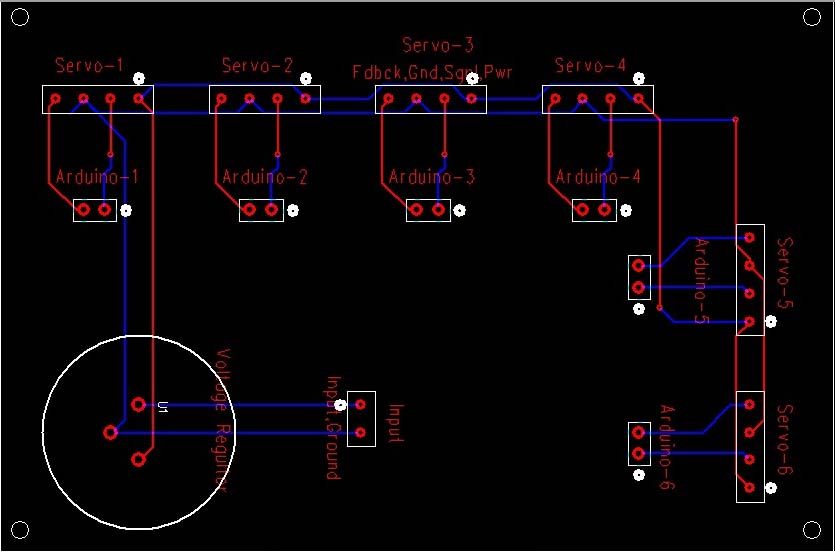 Servo-1
Servo-2
Servo-3
Fdbck,Gnd,Sgnl,Pwr
Servo-4
Arduino-1
Arduino-2
Arduino-3
Arduino-4
Arduino-5
Servo-5
U1
Voltage Regultor
Input,Ground
Input
Arduino-6
Servo-6